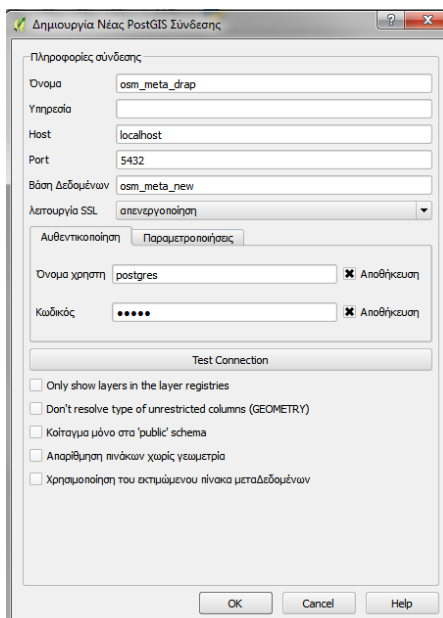 Δημιουργία Νέας PostGIS Σύνδεσης
Πληροφορίες σύνδεσης
Όνομα osm_meta_drap
Υπηρεσία
Host localhost
Port 5432
Βάση Δεδομένων osm_meta_new
λειτουργία SSL απενεργοποίηση
Αυθεντικοποίηση Παραμετροποιήσεις
Όνομα χρηστη postgres Αποθήκευση
Κωδικός ●●●●● Αποθήκευση
Test Connection
Only show layers in the layer registries
Don't resolve type of unrestricted columns (GEOMETRY)
Κοίταγμα μόνο στα 'public' schema
Απαρίθμηση πινάκων χωρίς γεωμετρία
Χρησιμοποίηση του εκτιμώμενου πίνακα μεταΔεδομένων
OK Cancel Help